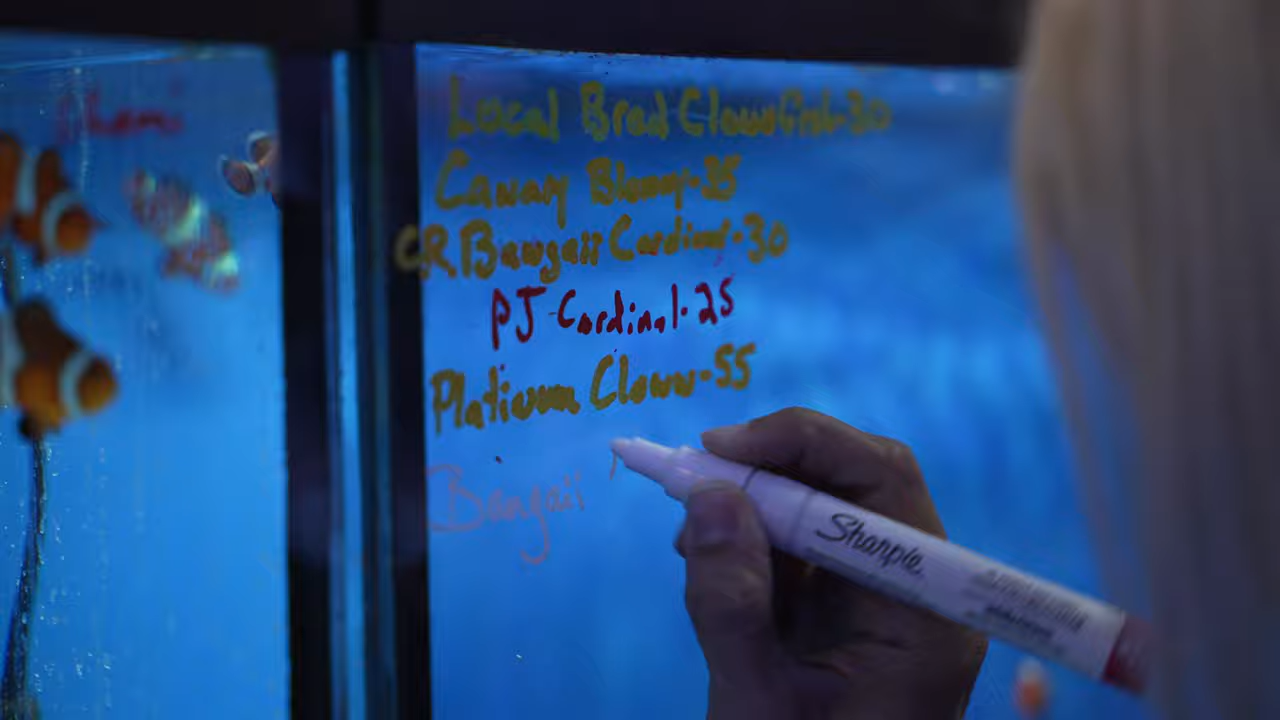 Local Bred Clownfish-30
Canary Blenny-35
CR Bangaii Cardinal-30
PJ-Cardinal-25
Platinum Clown-55
Bangaii
Sharpie